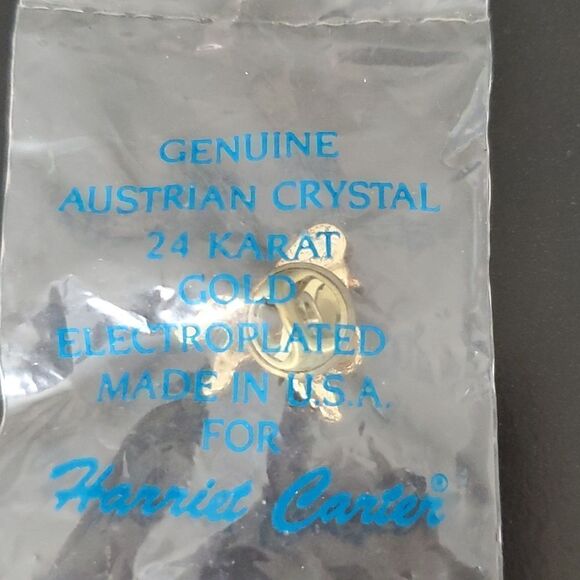 GENUINE
AUSTRIAN CRYSTAL
24 KARAT
GOLD
ELECTROPLATED
MADE IN U.S.A.
FOR
Harriet Carter®